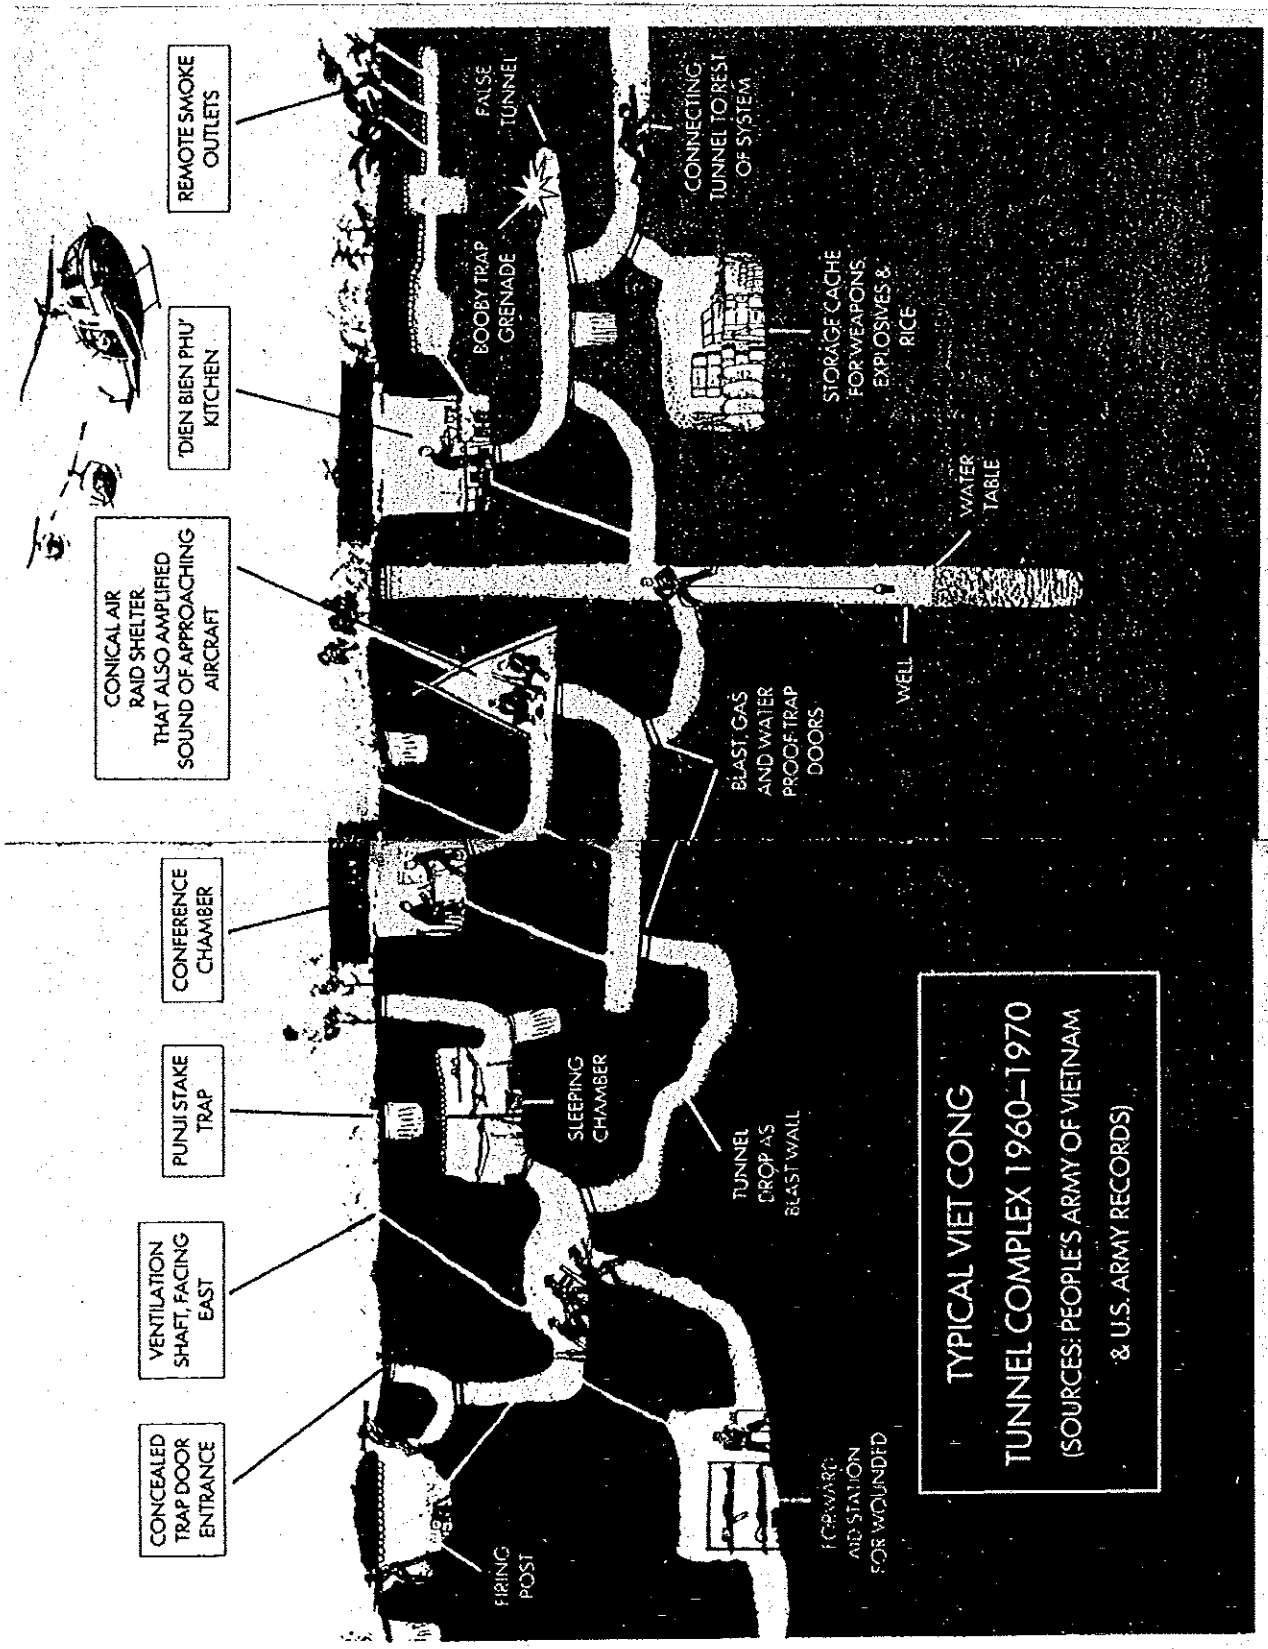 CONCEALED
TRAP DOOR
ENTRANCE
VENTILATION
SHAFT, FACING
EAST
PUNJI STAKE
TRAP
CONFERENCE
CHAMBER
CONICAL AIR
RAID SHELTER
THAT ALSO AMPLIFIED
SOUND OF APPROACHING
AIRCRAFT
'DIEN BIEN PHU'
KITCHEN
REMOTE SMOKE
OUTLETS
FIRING
POST
SLEEPING
CHAMBER
BOOBY TRAP
GRENADE
FALSE
TUNNEL
TUNNEL
DROP AS
BLAST WALL
BLAST, GAS
AND WATER
PROOF TRAP
DOORS
CONNECTING
TUNNEL TO REST
OF SYSTEM
FORWARD
AID STATION
FOR WOUNDED
WELL
WATER
TABLE
STORAGE CACHE
FOR WEAPONS,
EXPLOSIVES &
RICE
TYPICAL VIET CONG
TUNNEL COMPLEX 1960–1970
(SOURCES: PEOPLE'S ARMY OF VIETNAM
& U.S. ARMY RECORDS)